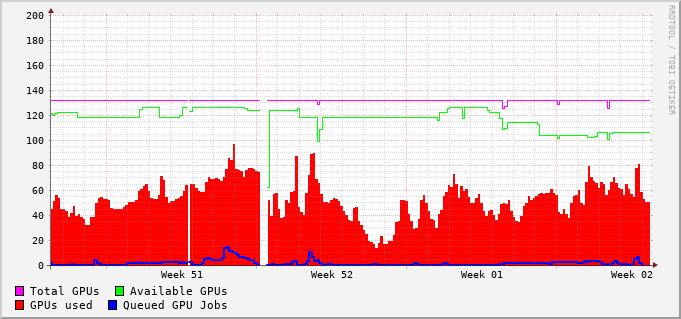 200
180
160
140
120
100
80
60
40
20
0
Week 51 Week 52 Week 01 Week 02
Total GPUs Available GPUs
GPUs used Queued GPU Jobs
RRDTOOL / TOBI OETIKER